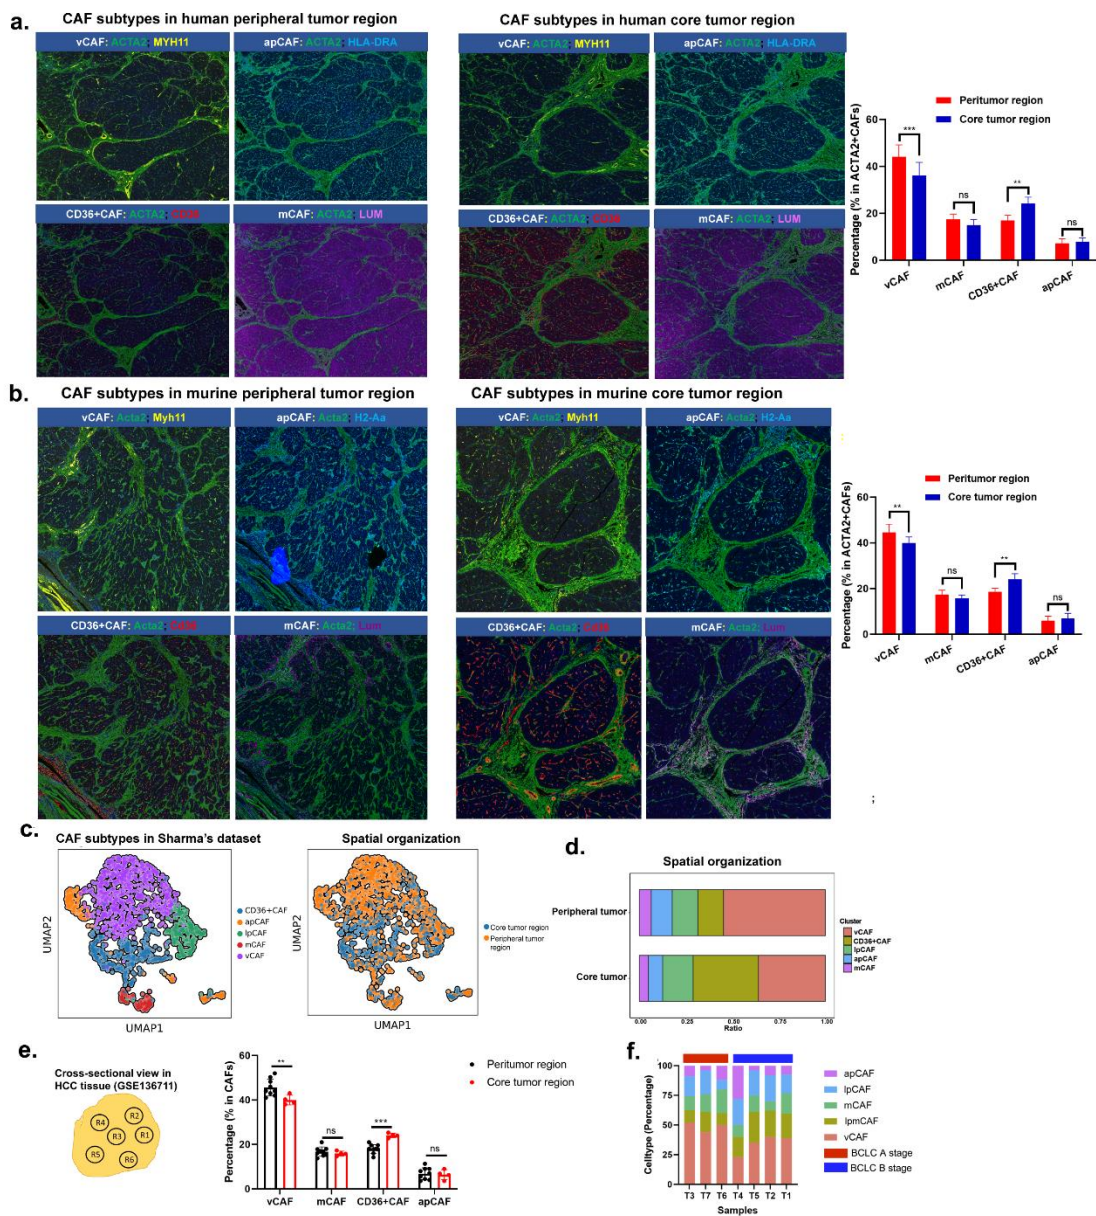 a.
CAF subtypes in human peripheral tumor region
CAF subtypes in human core tumor region
vCAF: ACTA2; MYH11
apCAF: ACTA2; HLA-DRA
vCAF: ACTA2; MYH11
apCAF: ACTA2; HLA-DRA
CD36+CAF: ACTA2; CD36
mCAF: ACTA2; LUM
CD36+CAF: ACTA2; CD36
mCAF: ACTA2; LUM
Peritumor region
Core tumor region
Percentage (% in ACTA2+CAFs)
60
40
20
0
***
ns
**
ns
vCAF
mCAF
CD36+CAF
apCAF
b.
CAF subtypes in murine peripheral tumor region
CAF subtypes in murine core tumor region
vCAF: Acta2; Myh11
apCAF: Acta2; H2-Aa
vCAF: Acta2; Myh11
apCAF: Acta2; H2-Aa
CD36+CAF: Acta2; Cd36
mCAF: Acta2; Lum
CD36+CAF: Acta2; Cd36
mCAF: Acta2; Lum
Peritumor region
Core tumor region
Percentage (% in ACTA2+CAFs)
60
40
20
0
**
ns
**
ns
vCAF
mCAF
CD36+CAF
apCAF
;
c.
CAF subtypes in Sharma's dataset
UMAP2
UMAP1
CD36+CAF
apCAF
lpCAF
mCAF
vCAF
Spatial organization
UMAP2
UMAP1
Core tumor region
Peripheral tumor
region
d.
Spatial organization
Peripheral tumor
Core tumor
0.00
0.25
0.50
0.75
1.00
Ratio
Cluster
vCAF
CD36+CAF
lpCAF
apCAF
mCAF
e.
Cross-sectional view in
HCC tissue (GSE136711)
R4
R2
R3
R1
R5
R6
Percentage (% in CAFs)
60
40
20
0
**
ns
***
ns
vCAF
mCAF
CD36+CAF
apCAF
Peritumor region
Core tumor region
f.
Celltype (Percentage)
100
75
50
25
0
T3 T7 T6 T4 T5 T2 T1
Samples
apCAF
lpCAF
mCAF
lpmCAF
vCAF
BCLC A stage
BCLC B stage